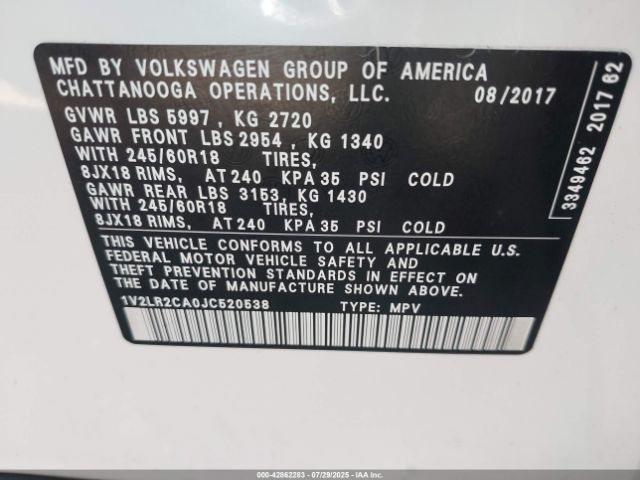 MFD BY VOLKSWAGEN GROUP OF AMERICA
CHATTANOOGA OPERATIONS, LLC. 08/2017
GVWR LBS 5997 , KG 2720
GAWR FRONT LBS 2954 , KG 1340
WITH 245/60R18 TIRES,
8JX18 RIMS, AT 240 KPA 35 PSI COLD
GAWR REAR LBS 3153, KG 1430
WITH 245/60R18 TIRES,
8JX18 RIMS, AT 240 KPA 35 PSI COLD
THIS VEHICLE CONFORMS TO ALL APPLICABLE U.S.
FEDERAL MOTOR VEHICLE SAFETY AND
THEFT PREVENTION STANDARDS IN EFFECT ON
THE DATE OF MANUFACTURE SHOWN ABOVE.
1V2LR2CA0JC520538 TYPE: MPV
3349462 2017 62
000-42862283 - 07/29/2025 - IAA Inc.